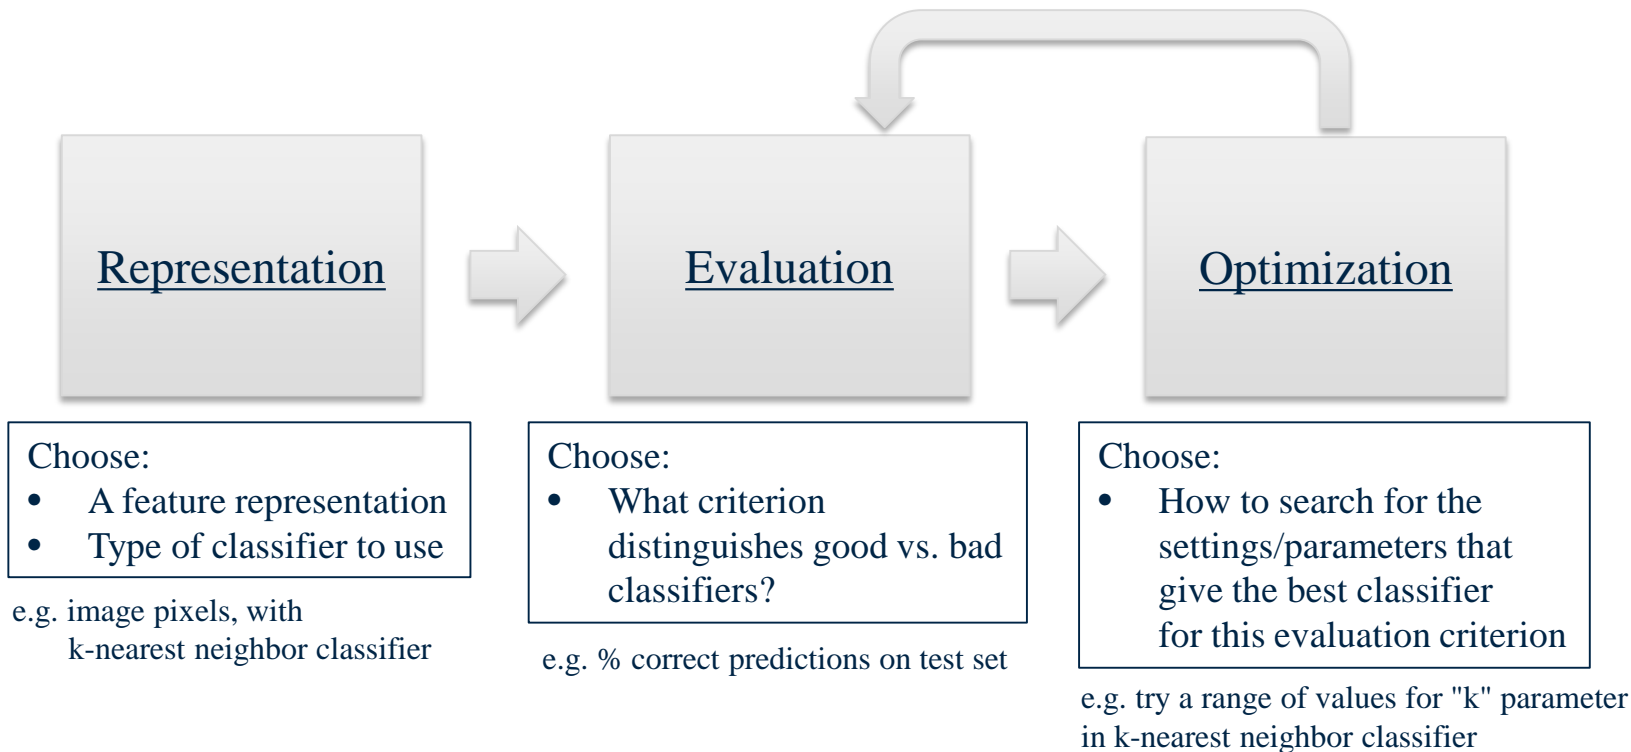 Representation
Evaluation
Optimization
Choose:
• A feature representation
• Type of classifier to use
e.g. image pixels, with
k-nearest neighbor classifier
Choose:
• What criterion
distinguishes good vs. bad
classifiers?
e.g. % correct predictions on test set
Choose:
• How to search for the
settings/parameters that
give the best classifier
for this evaluation criterion
e.g. try a range of values for "k" parameter
in k-nearest neighbor classifier